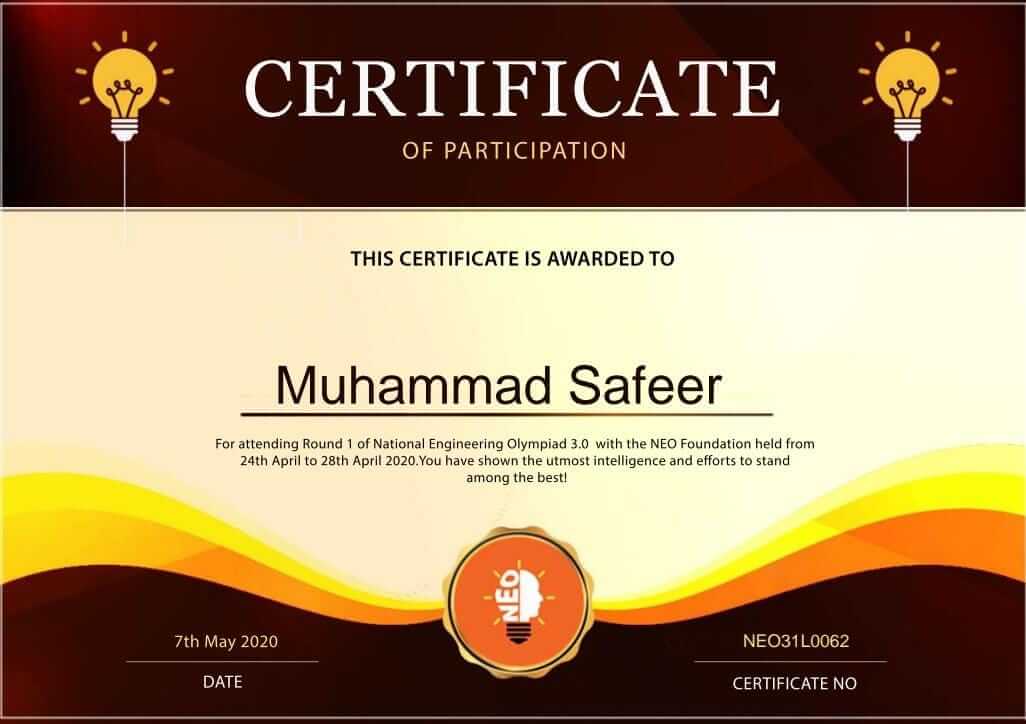 CERTIFICATE
OF PARTICIPATION
THIS CERTIFICATE IS AWARDED TO
Muhammad Safeer
For attending Round 1 of National Engineering Olympiad 3.0 with the NEO Foundation held from
24th April to 28th April 2020.You have shown the utmost intelligence and efforts to stand
among the best!
NEO
7th May 2020
DATE
NEO31L0062
CERTIFICATE NO